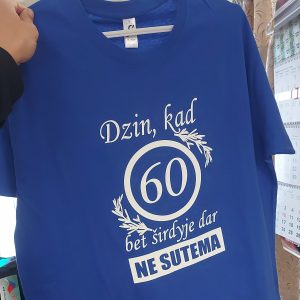 Dzin, kad
60
bet širdyje dar
NE SUTEMA